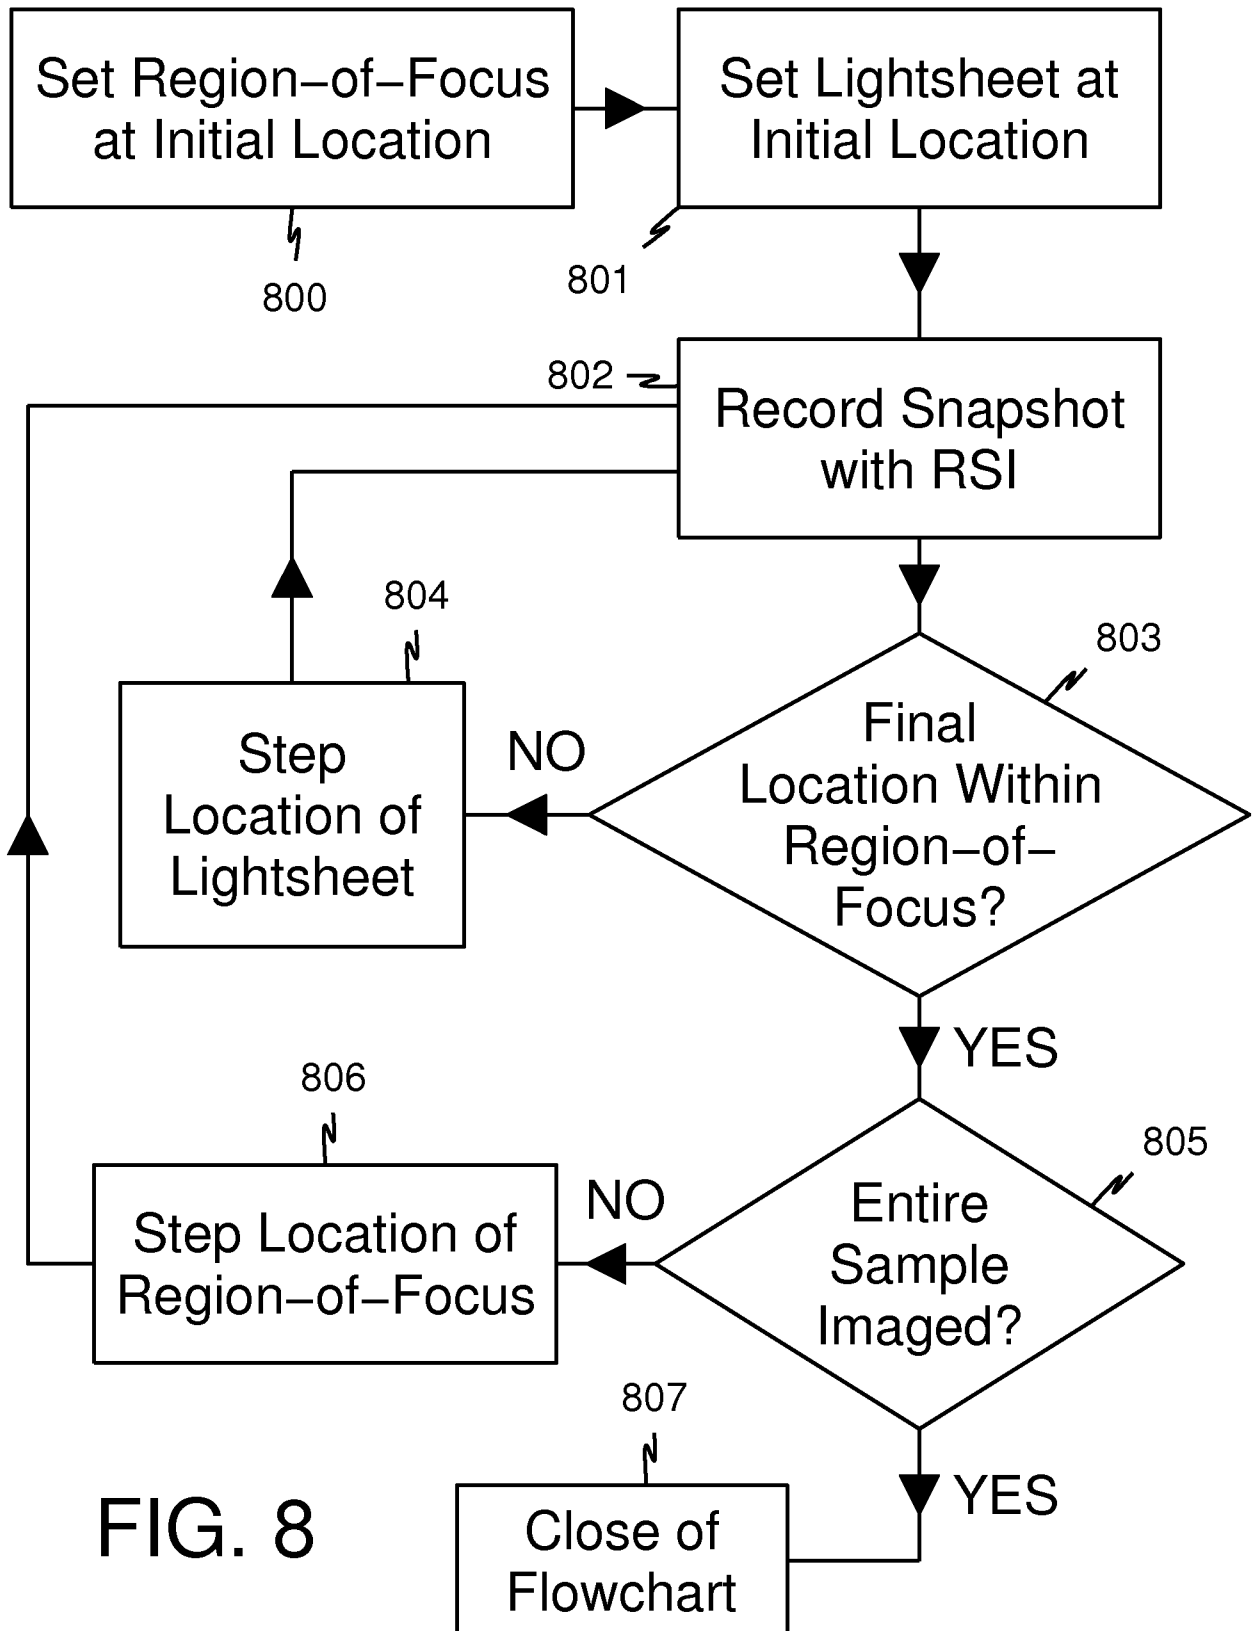 Set Region–of–Focus
at Initial Location
Set Lightsheet at
Initial Location
800
801
802
Record Snapshot
with RSI
804
803
Step
Location of
Lightsheet
NO
Final
Location Within
Region–of–
Focus?
YES
806
805
Step Location of
Region–of–Focus
NO
Entire
Sample
Imaged?
807
YES
Close of
Flowchart
FIG. 8